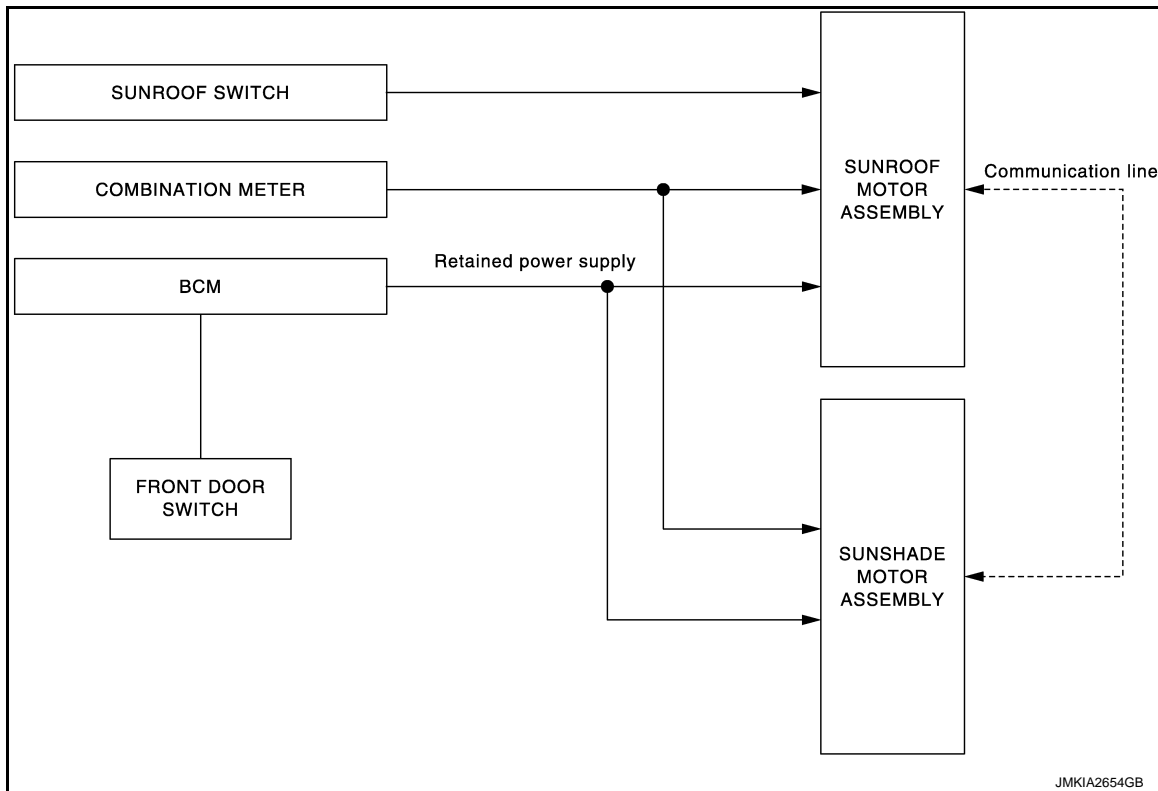 SUNROOF SWITCH
COMBINATION METER
BCM
Retained power supply
FRONT DOOR
SWITCH
SUNROOF
MOTOR
ASSEMBLY
Communication line
SUNSHADE
MOTOR
ASSEMBLY
JMKIA2654GB